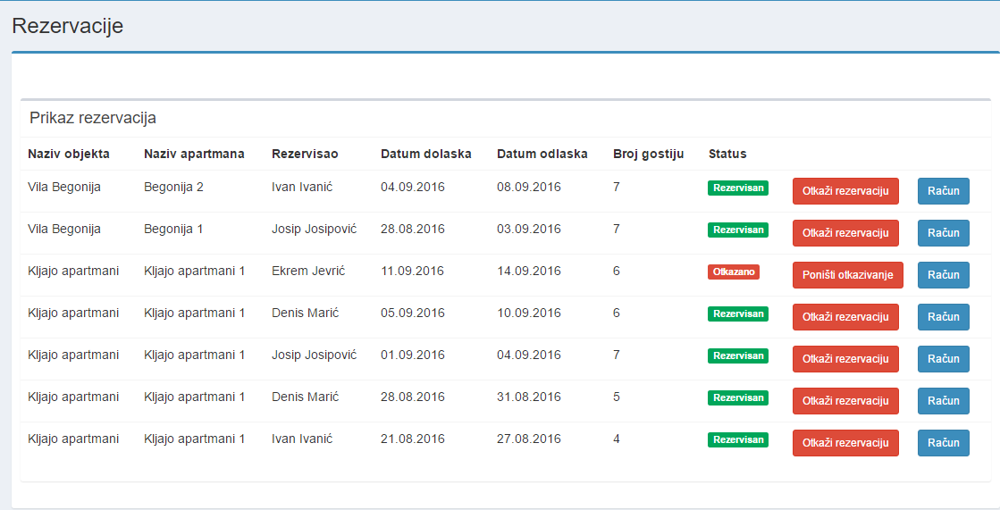 Rezervacije
Prikaz rezervacija
Naziv objekta Naziv apartmana Rezervisao Datum dolaska Datum odlaska Broj gostiju Status
Vila Begonija Begonija 2 Ivan Ivanić 04.09.2016 08.09.2016 7 Rezervisan Otkaži rezervaciju Račun
Vila Begonija Begonija 1 Josip Josipović 28.08.2016 03.09.2016 7 Rezervisan Otkaži rezervaciju Račun
Kljajo apartmani Kljajo apartmani 1 Ekrem Jevrić 11.09.2016 14.09.2016 6 Otkazano Poništi otkazivanje Račun
Kljajo apartmani Kljajo apartmani 1 Denis Marić 05.09.2016 10.09.2016 6 Rezervisan Otkaži rezervaciju Račun
Kljajo apartmani Kljajo apartmani 1 Josip Josipović 01.09.2016 04.09.2016 7 Rezervisan Otkaži rezervaciju Račun
Kljajo apartmani Kljajo apartmani 1 Denis Marić 28.08.2016 31.08.2016 5 Rezervisan Otkaži rezervaciju Račun
Kljajo apartmani Kljajo apartmani 1 Ivan Ivanić 21.08.2016 27.08.2016 4 Rezervisan Otkaži rezervaciju Račun